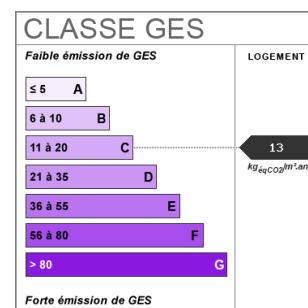 CLASSE GES
Faible émission de GES
LOGEMENT
≤ 5 A
6 à 10 B
11 à 20 C
13
kgéqCO2/m².an
21 à 35 D
36 à 55 E
56 à 80 F
> 80 G
Forte émission de GES